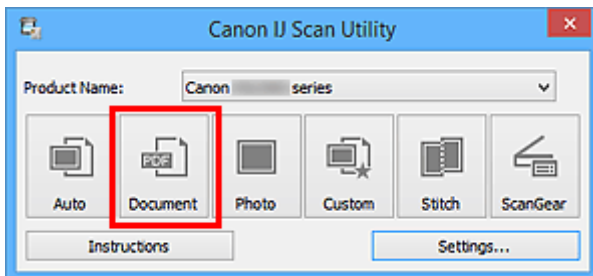 Canon IJ Scan Utility
Product Name: Canon series
PDF
Auto Document Photo Custom Stitch ScanGear
Instructions Settings...